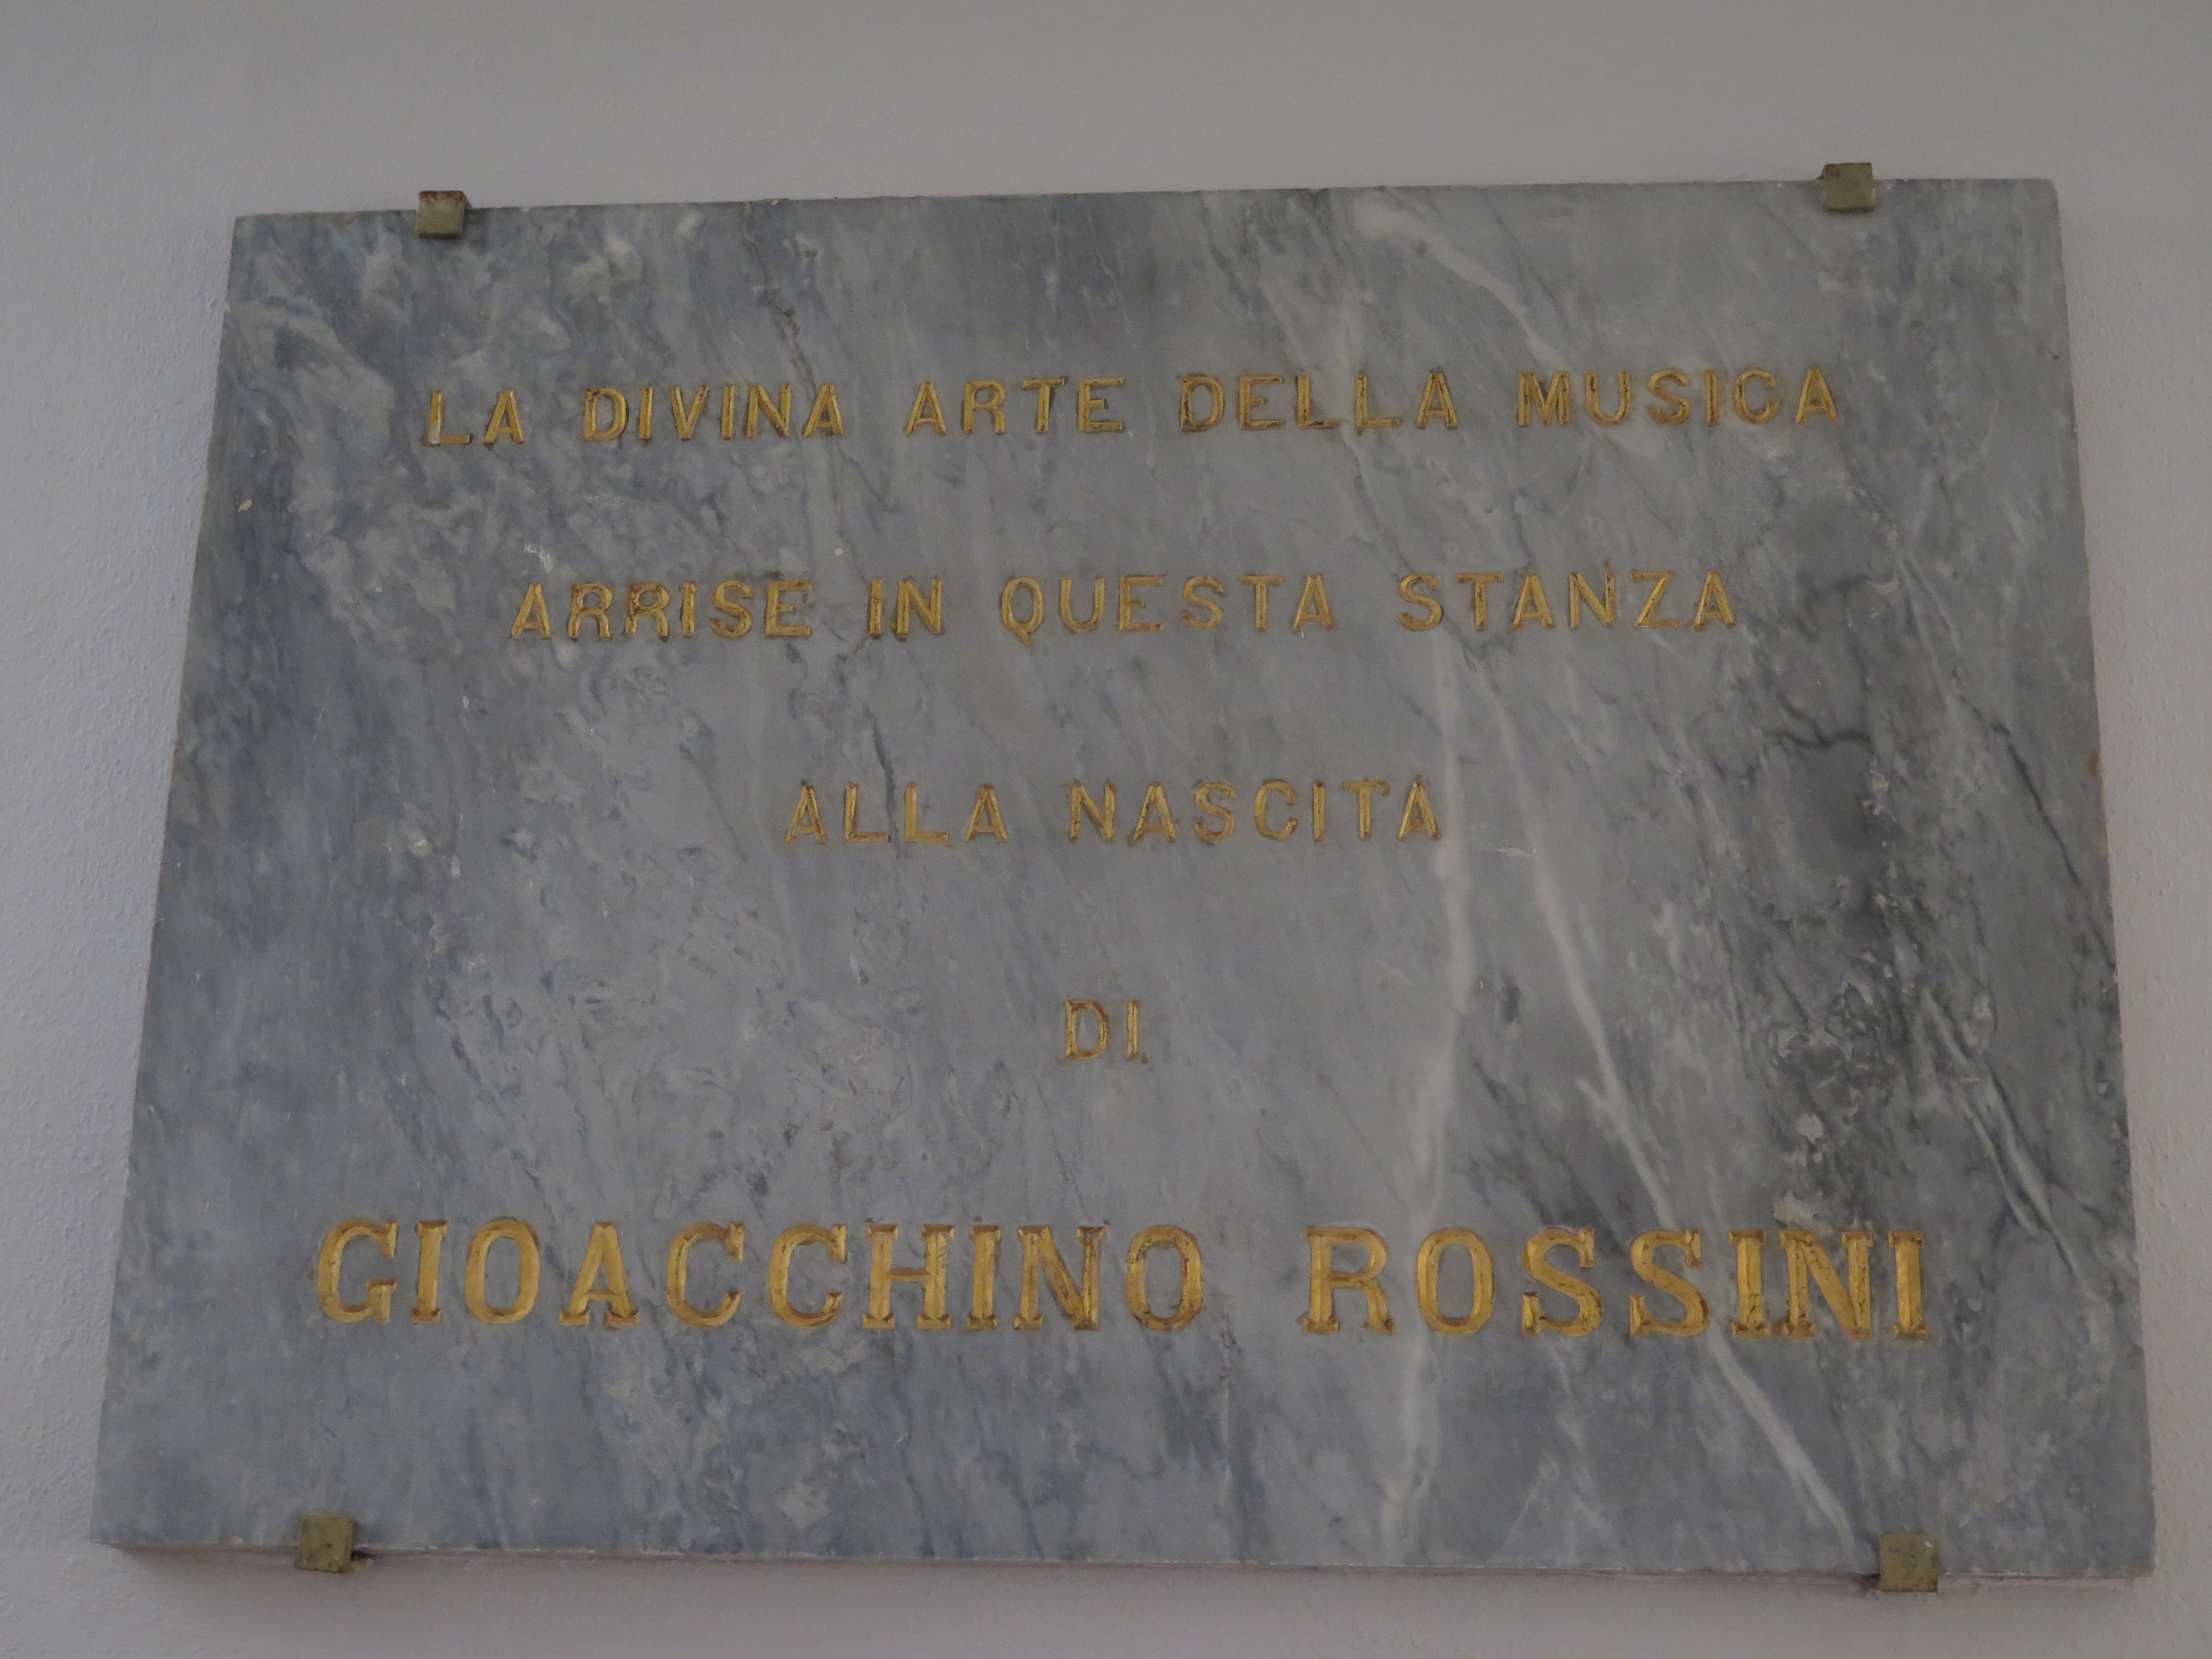 LA DIVINA ARTE DELLA MUSICA
ARRISE IN QUESTA STANZA
ALLA NASCITA
DI
GIOACCHINO ROSSINI